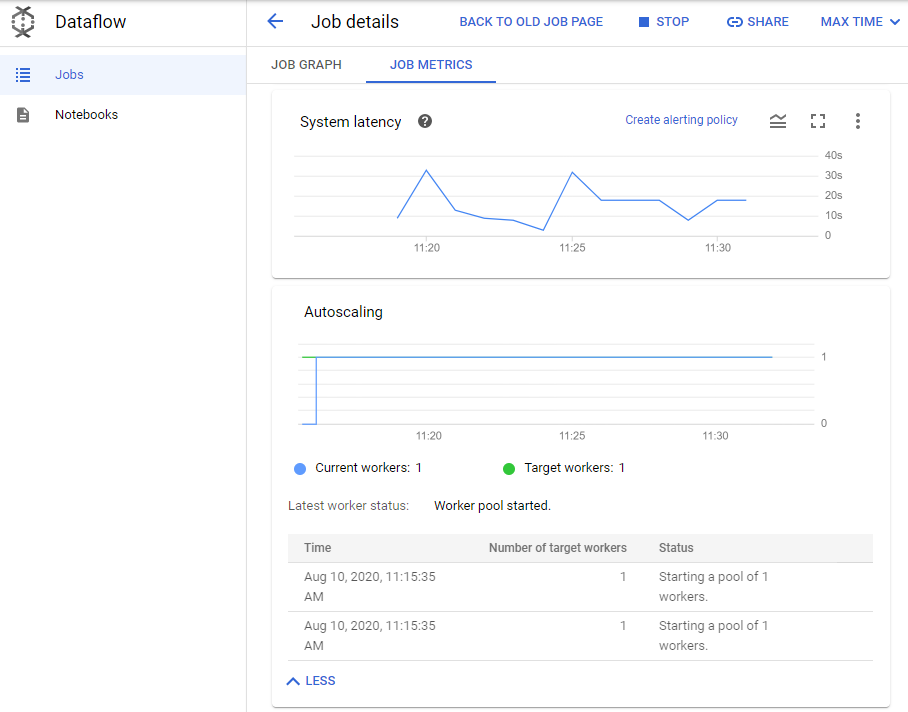 Dataflow
Jobs
Notebooks
Job details
BACK TO OLD JOB PAGE
STOP
SHARE
MAX TIME
JOB GRAPH
JOB METRICS
System latency
?
Create alerting policy
40s
30s
20s
10s
0
11:20
11:25
11:30
Autoscaling
1
0
11:20
11:25
11:30
Current workers: 1
Target workers: 1
Latest worker status: Worker pool started.
Time Number of target workers Status
Aug 10, 2020, 11:15:35 1 Starting a pool of 1
AM workers.
Aug 10, 2020, 11:15:35 1 Starting a pool of 1
AM workers.
LESS